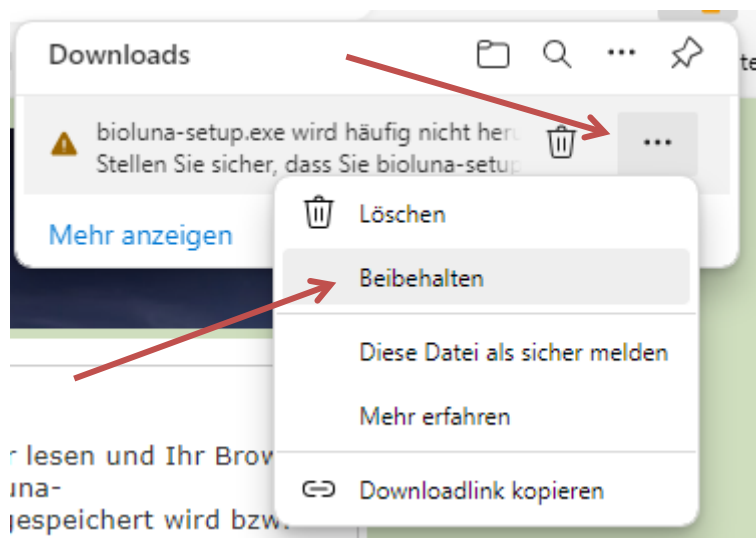 Downloads
bioluna-setup.exe wird häufig nicht
Stellen Sie sicher, dass Sie bioluna-setup
Mehr anzeigen
Löschen
Beibehalten
Diese Datei als sicher melden
Mehr erfahren
Downloadlink kopieren
r lesen und Ihr Brow
una-
gespeichert wird bzw.